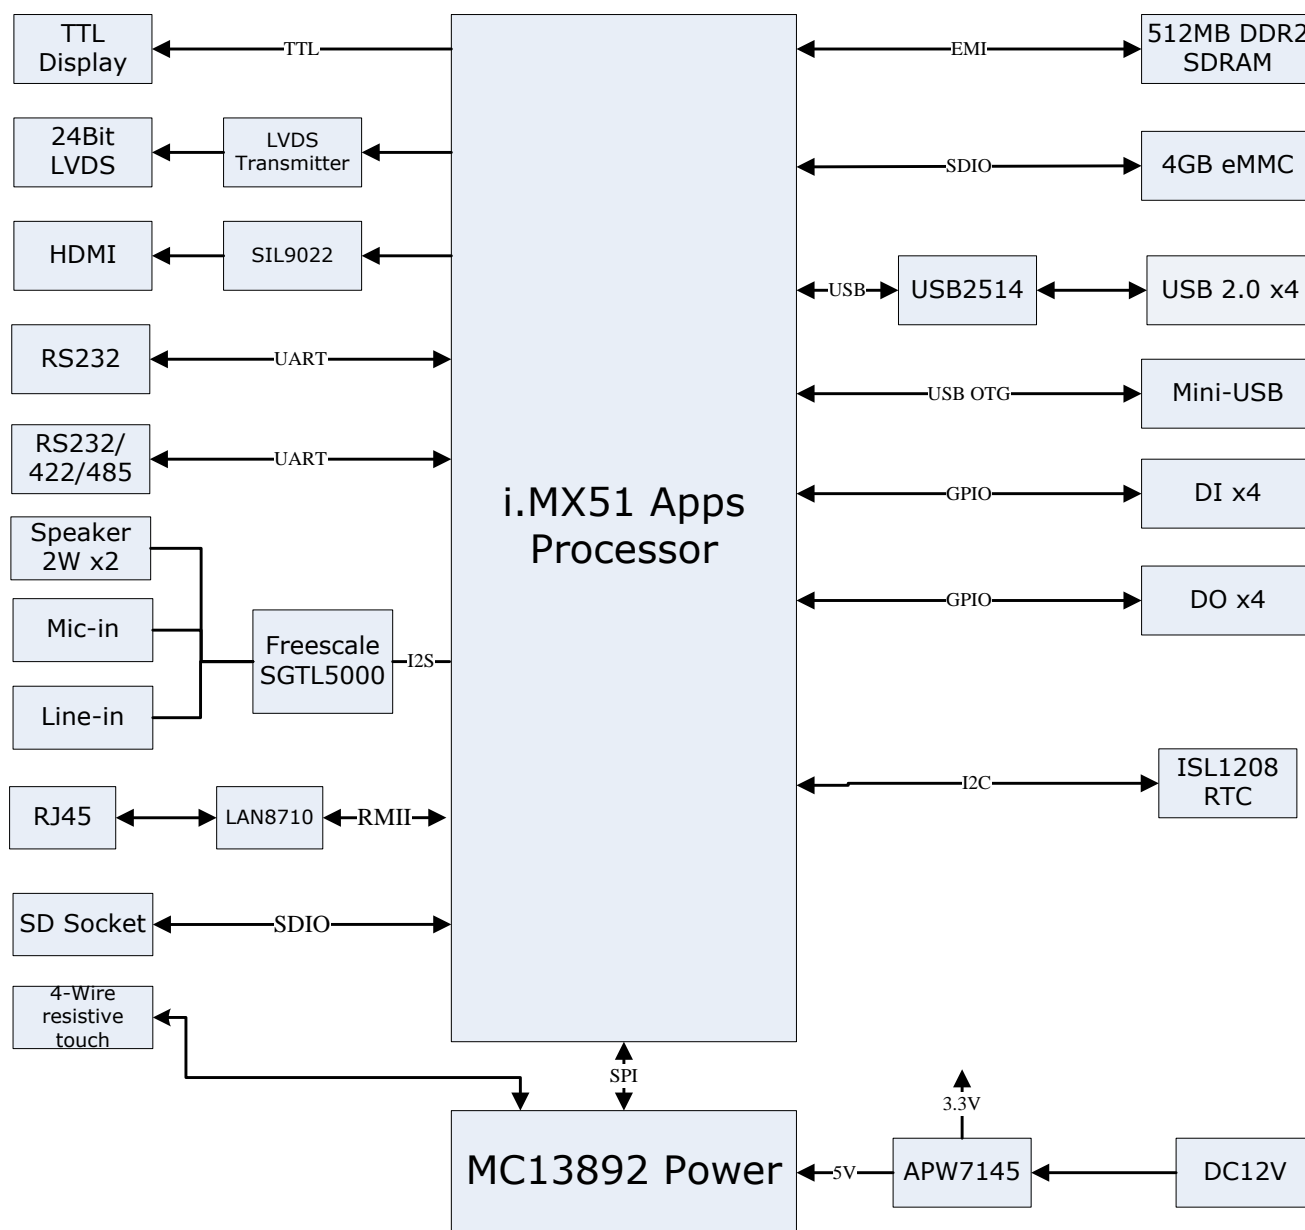 TTL
Display
TTL
24Bit
LVDS
LVDS
Transmitter
HDMI
SIL9022
RS232
UART
RS232/
422/485
UART
Speaker
2W x2
Mic-in
Line-in
Freescale
SGTL5000
I2S
RJ45
LAN8710
RMII
SD Socket
SDIO
4-Wire
resistive
touch
i.MX51 Apps
Processor
EMI
512MB DDR2
SDRAM
SDIO
4GB eMMC
USB
USB2514
USB 2.0 x4
USB OTG
Mini-USB
GPIO
DI x4
GPIO
DO x4
I2C
ISL1208
RTC
SPI
MC13892 Power
5V
3.3V
APW7145
DC12V